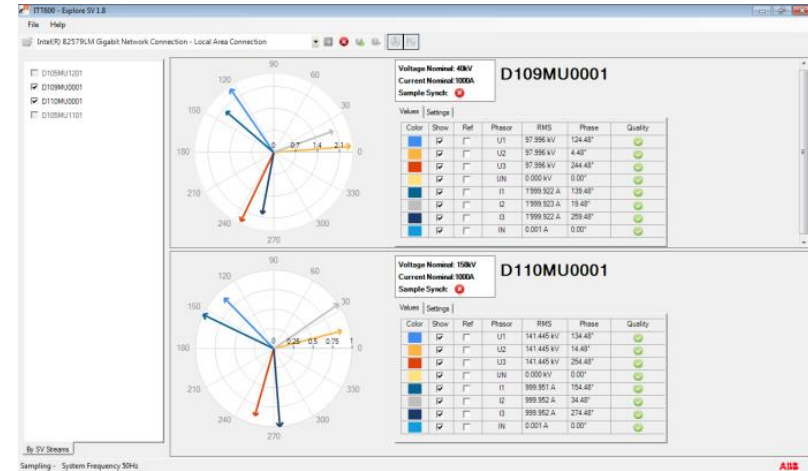 ITT600 - Explore SV 1.8
File Help
Intel(R) 82579LM Gigabit Network Connection - Local Area Connection
D105MU1201
D109MU0001
D110MU0001
D105MU1101
90
120 60
150 30
180 0 0.7 1.4 2.1 0
210 330
240 300
270
Voltage Nominal: 40kV
Current Nominal: 1000A
Sample Synch:
D109MU0001
Values Settings
Color Show Ref Phasor RMS Phase Quality
U1 97.996 kV 124.48°
U2 97.996 kV 4.48°
U3 97.996 kV 244.48°
UN 0.000 kV 0.00°
I1 1'999.922 A 139.48°
I2 1'999.923 A 19.48°
I3 1'999.922 A 259.48°
IN 0.001 A 0.00°
90
120 60
150 30
180 0 0.25 0.5 0.75 1 0
210 330
240 300
270
Voltage Nominal: 150kV
Current Nominal: 1000A
Sample Synch:
D110MU0001
Values Settings
Color Show Ref Phasor RMS Phase Quality
U1 141.445 kV 134.48°
U2 141.445 kV 14.48°
U3 141.445 kV 254.48°
UN 0.000 kV 0.00°
I1 999.951 A 154.48°
I2 999.952 A 34.48°
I3 999.952 A 274.48°
IN 0.001 A 0.00°
By SV Streams
Sampling - System Frequency 50Hz
ABB